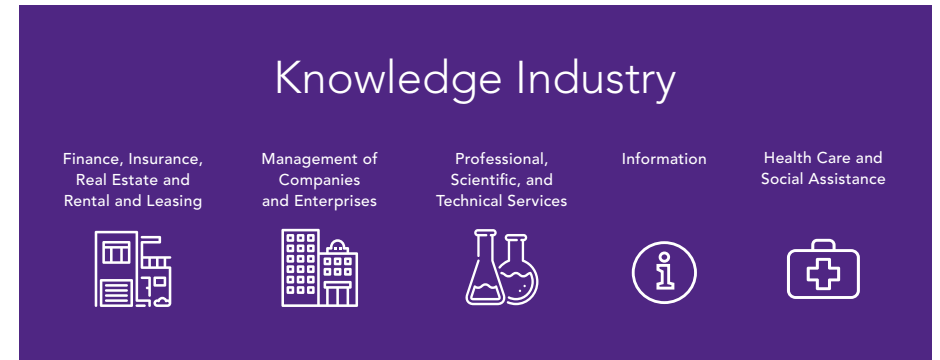 Knowledge Industry
Finance, Insurance,
Real Estate and
Rental and Leasing
Management of
Companies
and Enterprises
Professional,
Scientific, and
Technical Services
Information
Health Care and
Social Assistance